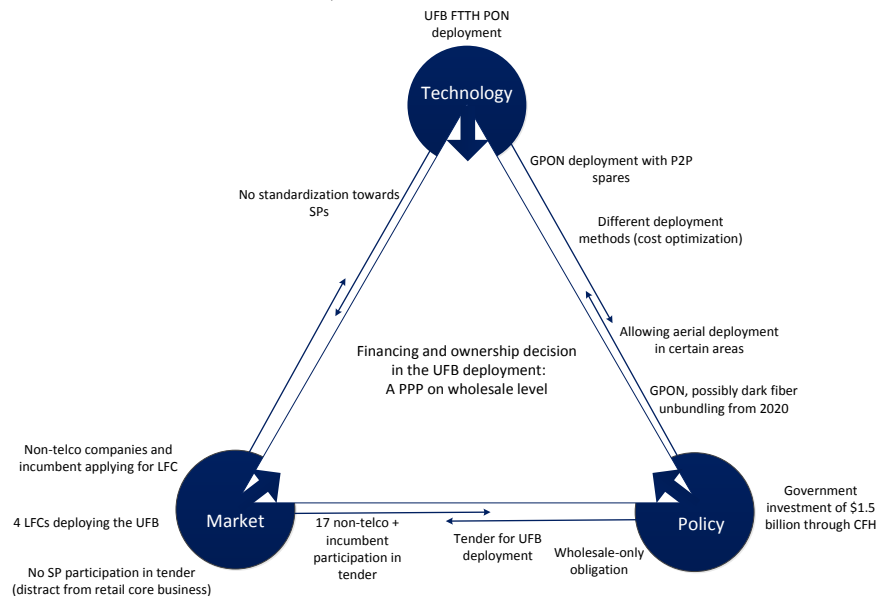 UFB FTTH PON
deployment
Technology
GPON deployment with P2P
spares
No standardization towards
SPs
Different deployment
methods (cost optimization)
Allowing aerial deployment
in certain areas
Financing and ownership decision
in the UFB deployment:
A PPP on wholesale level
GPON, possibly dark fiber
unbundling from 2020
Non-telco companies and
incumbent applying for LFC
4 LFCs deploying the UFB
No SP participation in tender
(distract from retail core business)
Market
17 non-telco +
incumbent
participation in
tender
Tender for UFB
deployment
Wholesale-only
obligation
Policy
Government
investment of $1.5
billion through CFH